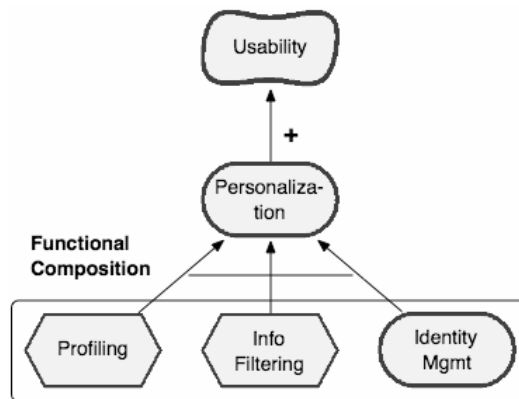 Usability
+
Personaliza-
tion
Functional
Composition
Profiling
Info
Filtering
Identity
Mgmt